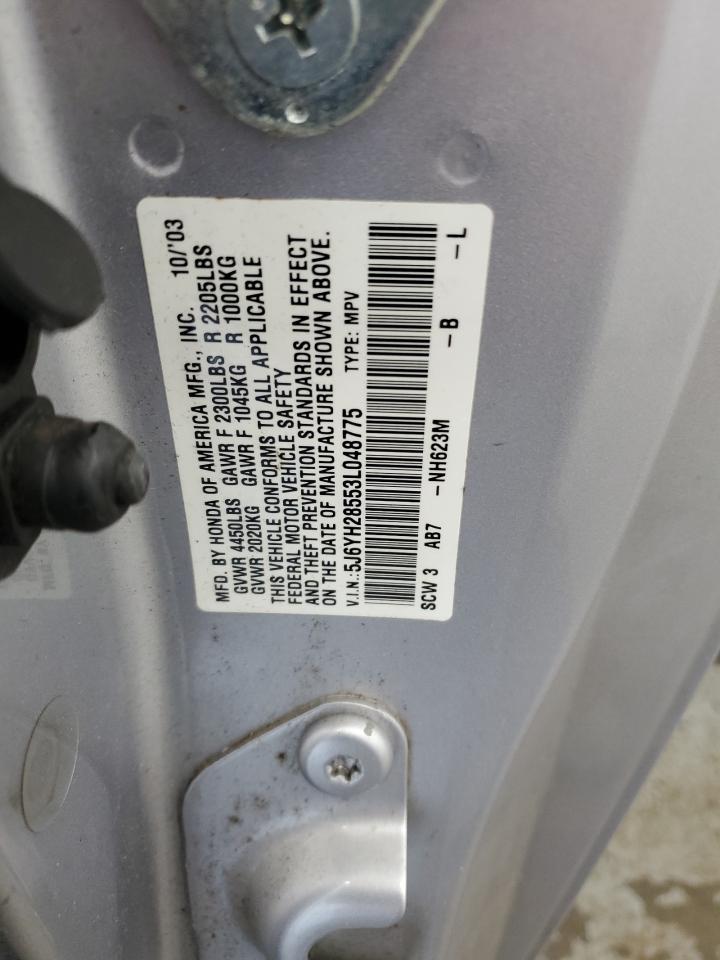 MFD. BY HONDA OF AMERICA MFG., INC. 10/'03
GVWR 4450LBS GAWR F 2300LBS R 2205LBS
GVWR 2020KG GAWR F 1045KG R 1000KG
THIS VEHICLE CONFORMS TO ALL APPLICABLE
FEDERAL MOTOR VEHICLE SAFETY
AND THEFT PREVENTION STANDARDS IN EFFECT
ON THE DATE OF MANUFACTURE SHOWN ABOVE.
V.I.N.:5J6YH28553L048775 TYPE: MPV
SCW 3 AB7 -NH623M -B -L